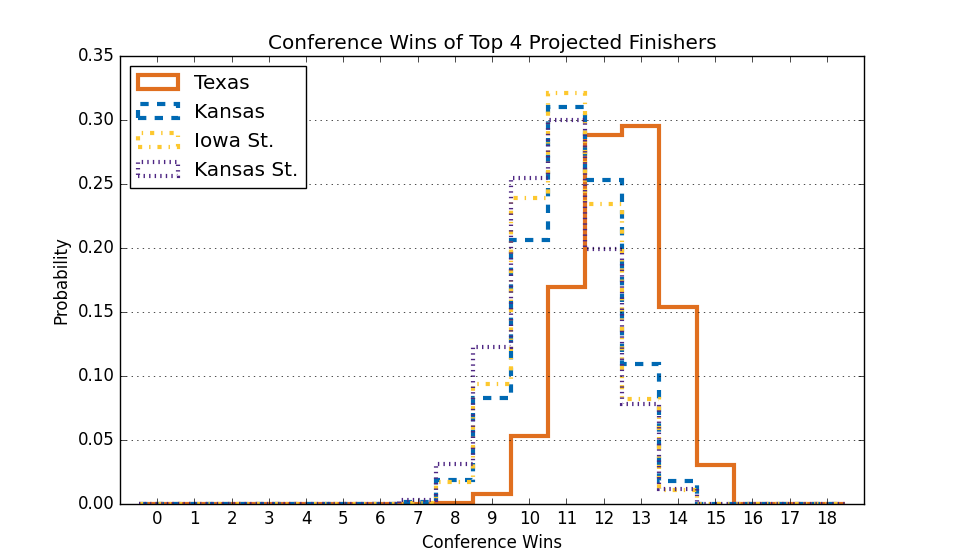 Conference Wins of Top 4 Projected Finishers
0.35
0.30
0.25
0.20
0.15
0.10
0.05
0.00
Probability
Texas
Kansas
Iowa St.
Kansas St.
0 1 2 3 4 5 6 7 8 9 10 11 12 13 14 15 16 17 18
Conference Wins